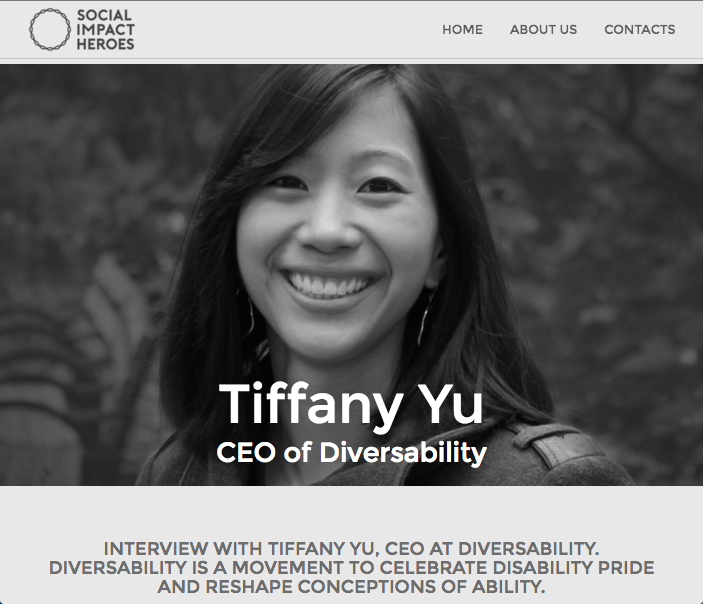 SOCIAL
IMPACT
HEROES
HOME ABOUT US CONTACTS
Tiffany Yu
CEO of Diversability
INTERVIEW WITH TIFFANY YU, CEO AT DIVERSABILITY.
DIVERSABILITY IS A MOVEMENT TO CELEBRATE DISABILITY PRIDE
AND RESHAPE CONCEPTIONS OF ABILITY.